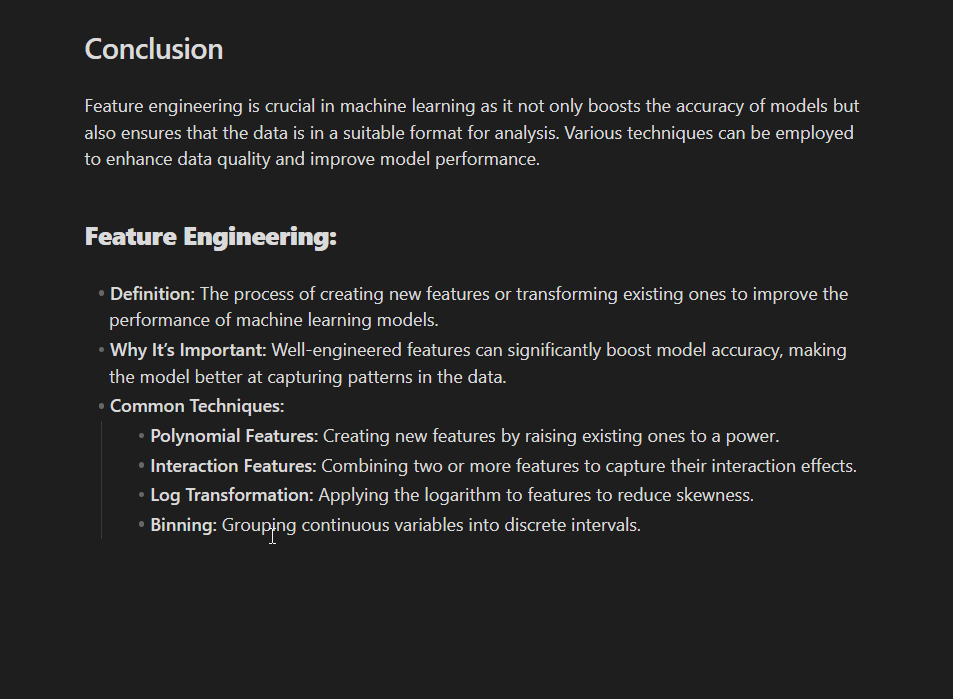 Conclusion
Feature engineering is crucial in machine learning as it not only boosts the accuracy of models but
also ensures that the data is in a suitable format for analysis. Various techniques can be employed
to enhance data quality and improve model performance.
Feature Engineering:
• Definition: The process of creating new features or transforming existing ones to improve the
performance of machine learning models.
• Why It’s Important: Well-engineered features can significantly boost model accuracy, making
the model better at capturing patterns in the data.
• Common Techniques:
• Polynomial Features: Creating new features by raising existing ones to a power.
• Interaction Features: Combining two or more features to capture their interaction effects.
• Log Transformation: Applying the logarithm to features to reduce skewness.
• Binning: Grouping continuous variables into discrete intervals.